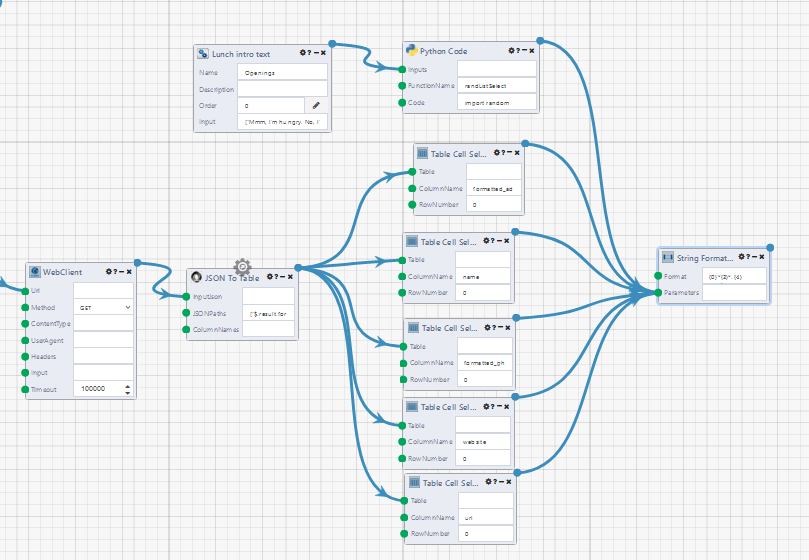 Lunch intro text
Name Openings
Description
Order 0
Input ["Mmm, I'm hungry. No, I'
Python Code
Inputs
FunctionName randListSelect
Code import random
Table Cell Sel...
Table
ColumnName formatted_ad
RowNumber 0
WebClient
Url
Method GET
ContentType
UserAgent
Headers
Input
Timeout 100000
JSON To Table
InputJson
JSONPaths ["$.result.for
ColumnNames
Table Cell Sel...
Table
ColumnName name
RowNumber 0
Table Cell Sel...
Table
ColumnName formatted_ph
RowNumber 0
Table Cell Sel...
Table
ColumnName website
RowNumber 0
Table Cell Sel...
Table
ColumnName url
RowNumber 0
String Format...
Format
Parameters